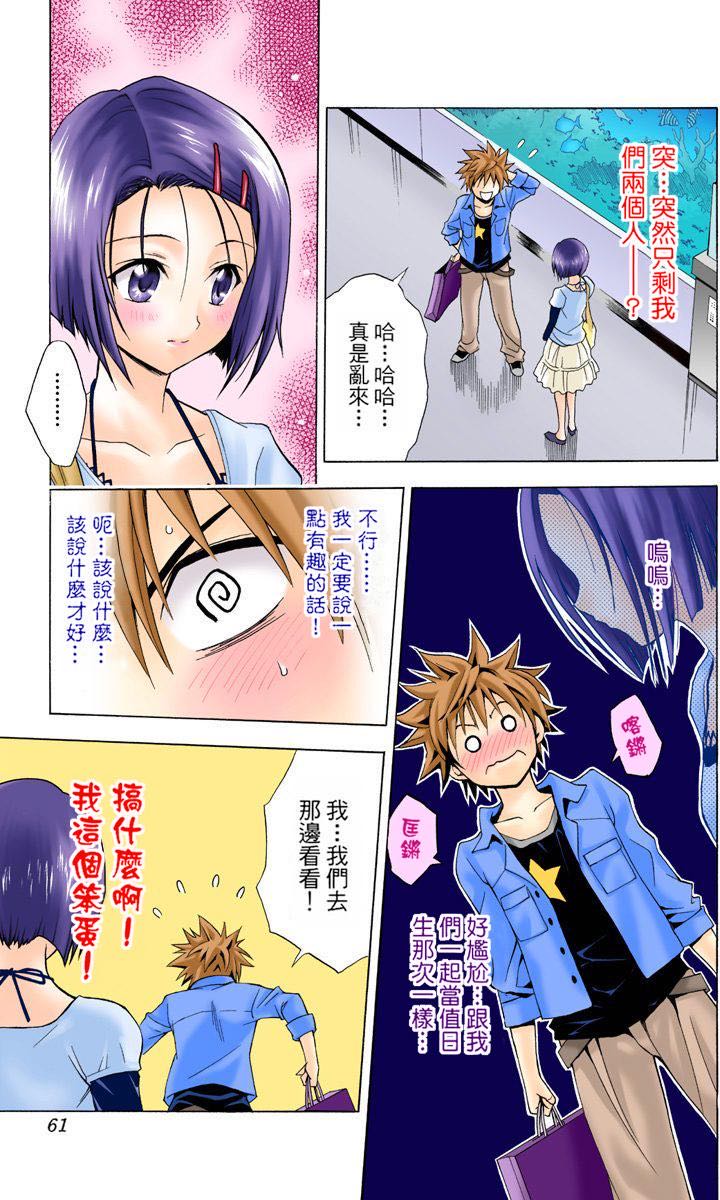 突…突然只剩我
們兩個人——?
哈…哈哈…
真是亂來…
………
嗚嗚…
喀鏘
匡鏘
好尷尬…跟我
們一起當值日
生那次一樣…
不行……
我一定要說一
點有趣的話!
呃…該說什麼…
該說什麼才好…
我…我們去
那邊看看!
搞什麼啊!
我這個笨蛋!
61